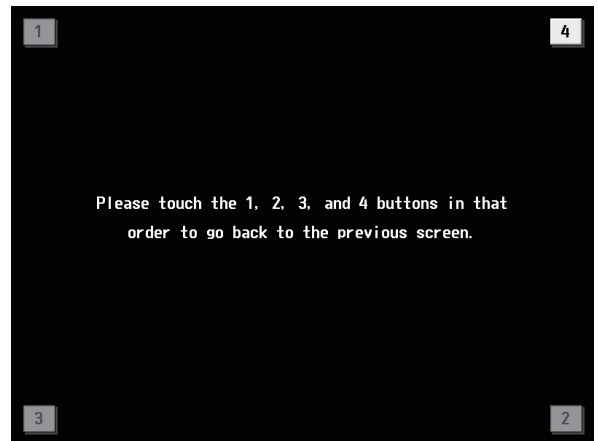 1
4
Please touch the 1, 2, 3, and 4 buttons in that
order to go back to the previous screen.
3
2